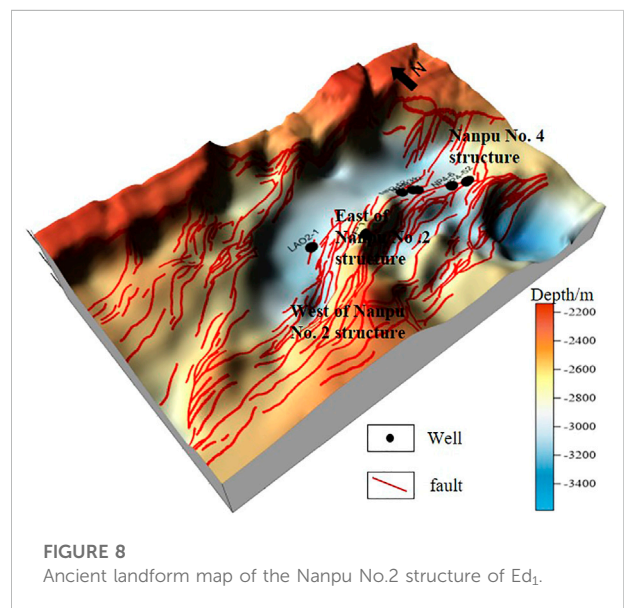 N
Nanpu No. 4
structure
East of
Nanpu No .2
structure
LAO2-1
West of Nanpu
No. 2 structure
Depth/m
-2200
-2400
-2600
-2800
-3000
-3200
-3400
Well
fault
FIGURE 8
Ancient landform map of the Nanpu No.2 structure of Ed₁.